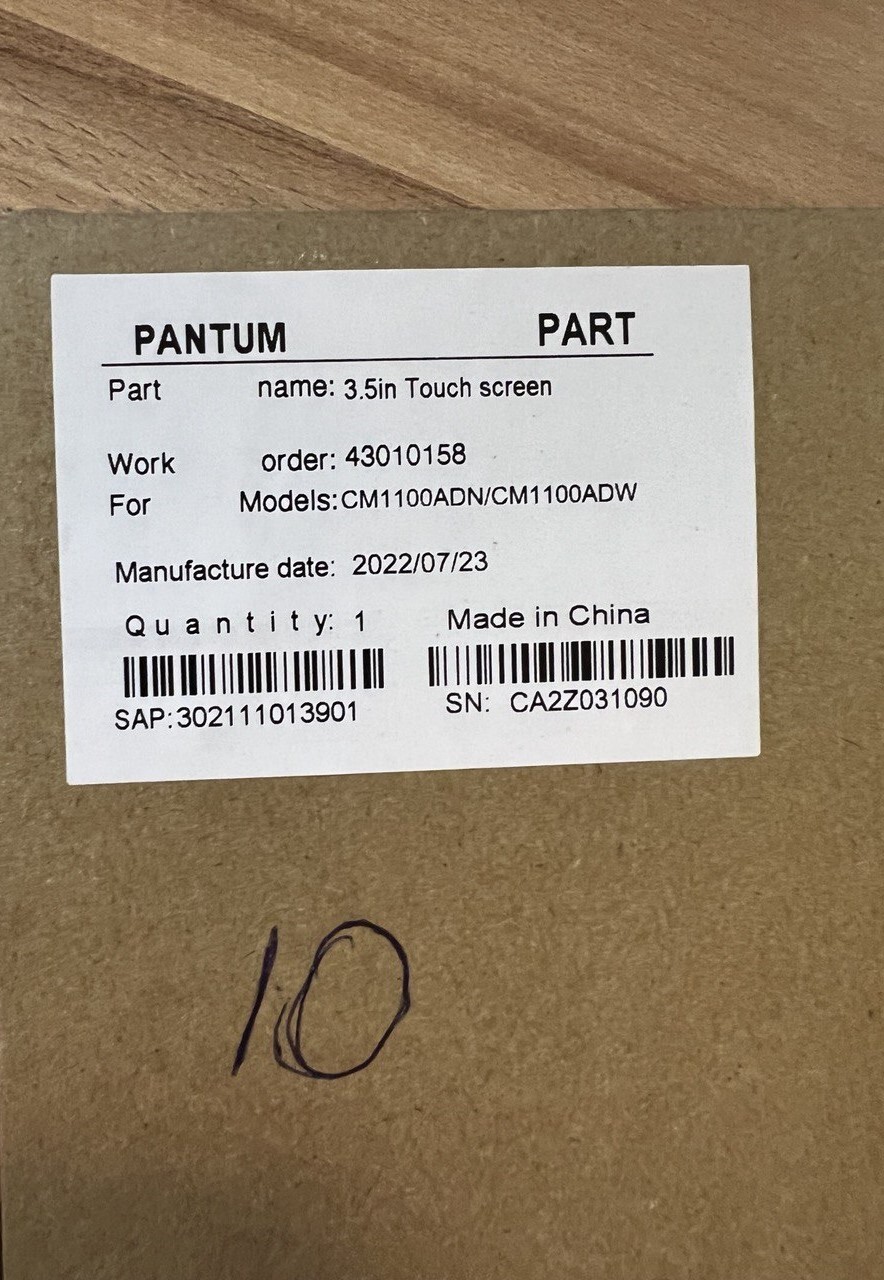 PANTUM PART
Part name: 3.5in Touch screen
Work order: 43010158
For Models:CM1100ADN/CM1100ADW
Manufacture date: 2022/07/23
Quantity: 1 Made in China
SAP:302111013901 SN: CA2Z031090
10